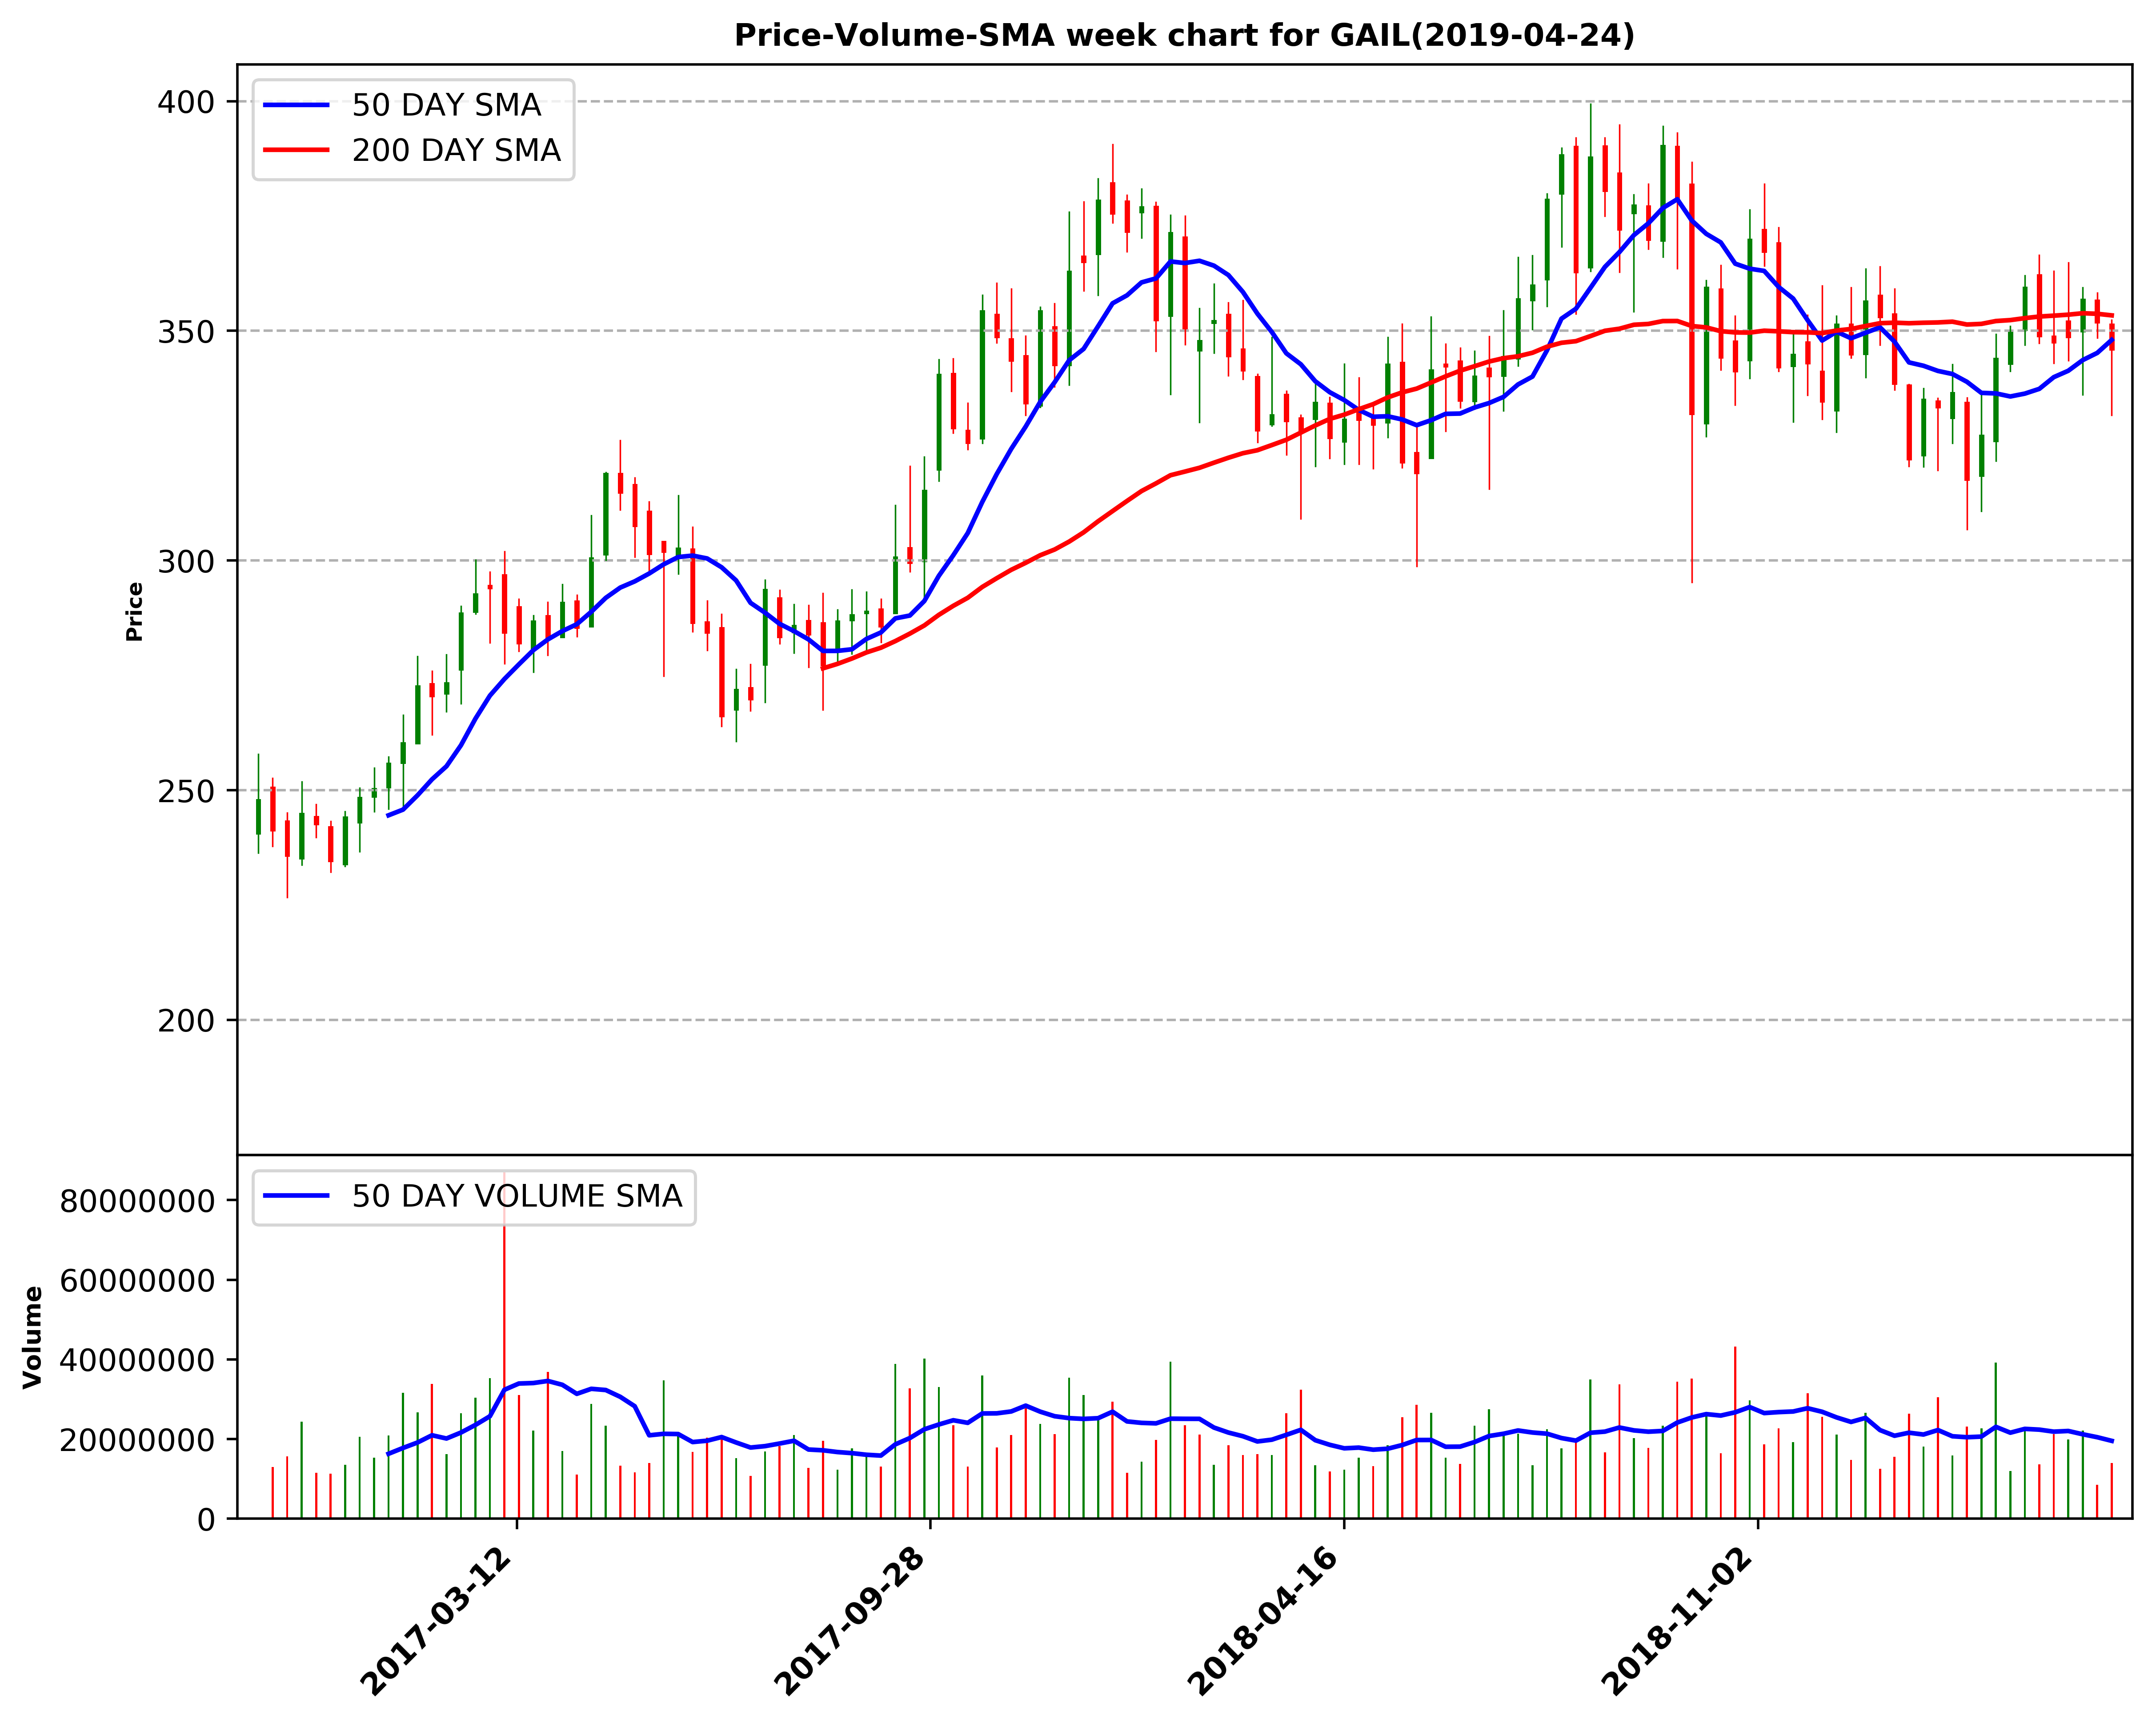 Price-Volume-SMA week chart for GAIL(2019-04-24)
50 DAY SMA
200 DAY SMA
400
350
300
250
200
Price
50 DAY VOLUME SMA
80000000
60000000
40000000
20000000
0
Volume
2017-03-12
2017-09-28
2018-04-16
2018-11-02